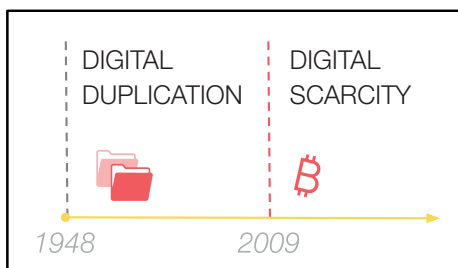 DIGITAL
DUPLICATION
DIGITAL
SCARCITY
1948
2009